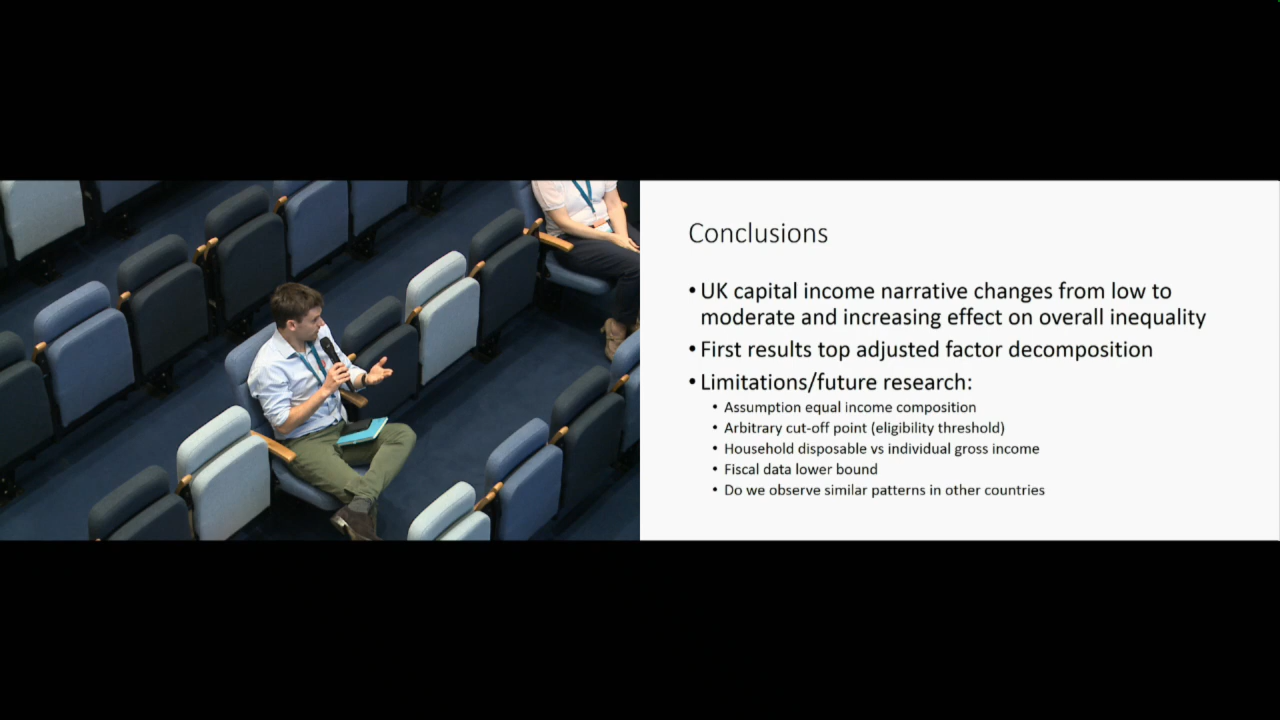 Conclusions
• UK capital income narrative changes from low to
moderate and increasing effect on overall inequality
• First results top adjusted factor decomposition
• Limitations/future research:
• Assumption equal income composition
• Arbitrary cut-off point (eligibility threshold)
• Household disposable vs individual gross income
• Fiscal data lower bound
• Do we observe similar patterns in other countries